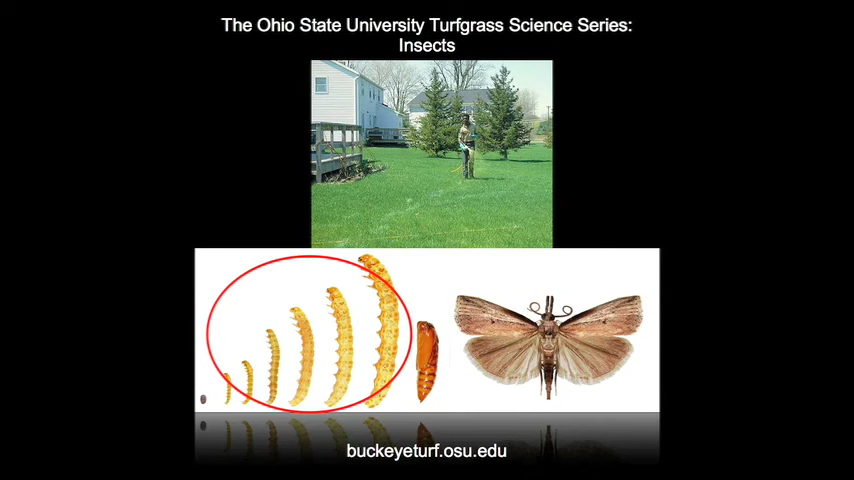 The Ohio State University Turfgrass Science Series:
Insects
buckeyeturf.osu.edu